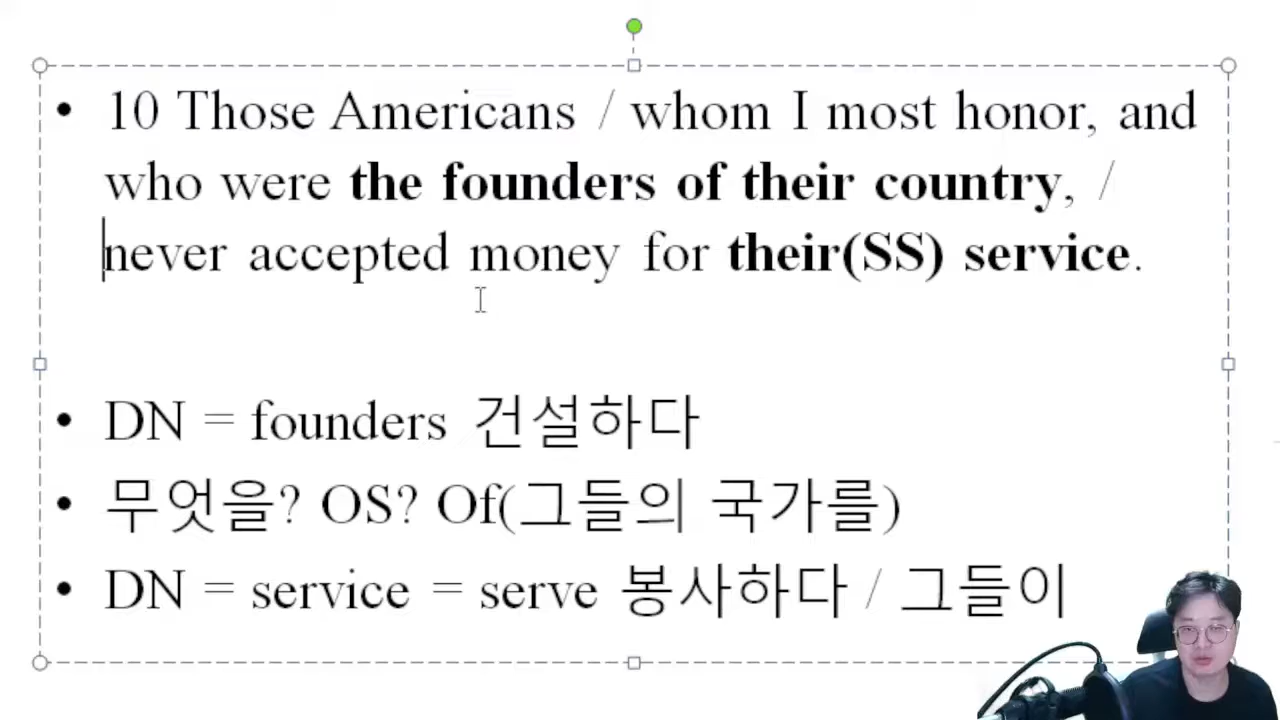 • 10 Those Americans / whom I most honor, and
who were the founders of their country, /
never accepted money for their(SS) service.
• DN = founders 건설하다
• 무엇을? OS? Of(그들의 국가를)
• DN = service = serve 봉사하다 / 그들이